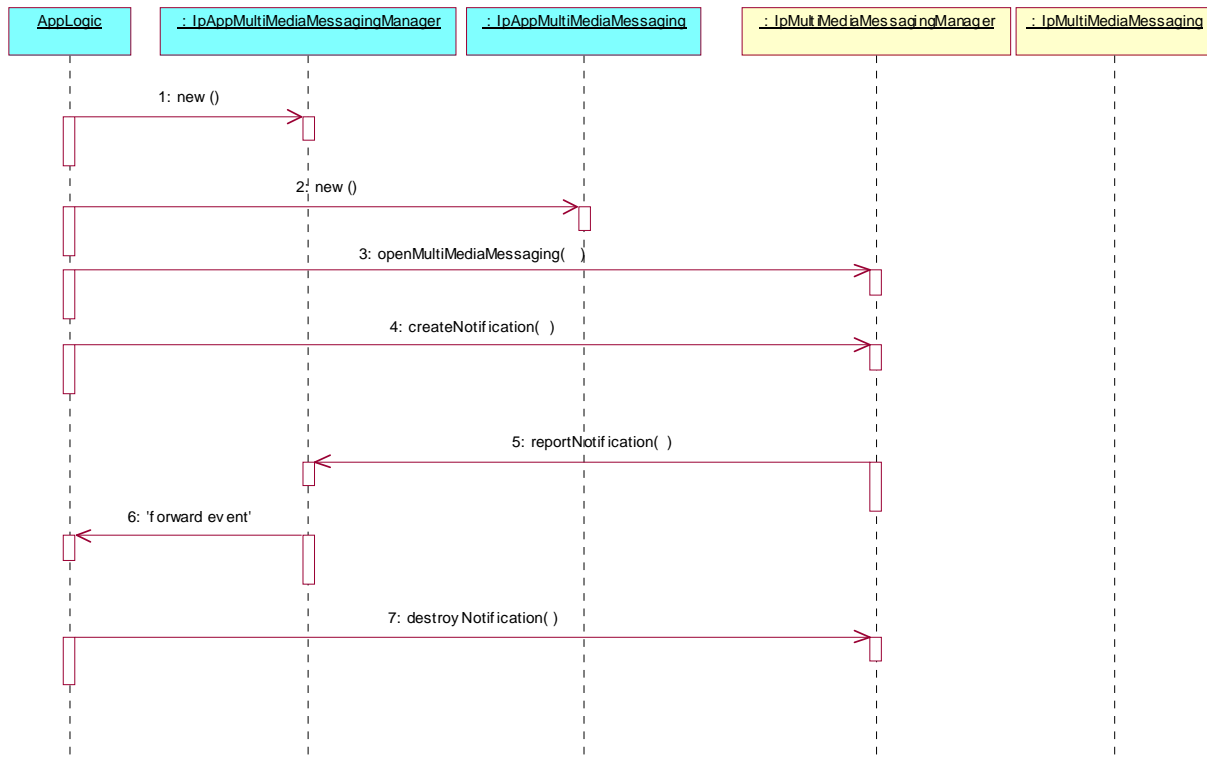 AppLogic
: IpAppMultiMediaMessagingManager
: IpAppMultiMediaMessaging
: IpMultiMediaMessagingManager
: IpMultiMediaMessaging
1: new ()
2: new ()
3: openMultiMediaMessaging( )
4: createNotification( )
5: reportNotification( )
6: 'forward event'
7: destroyNotification( )